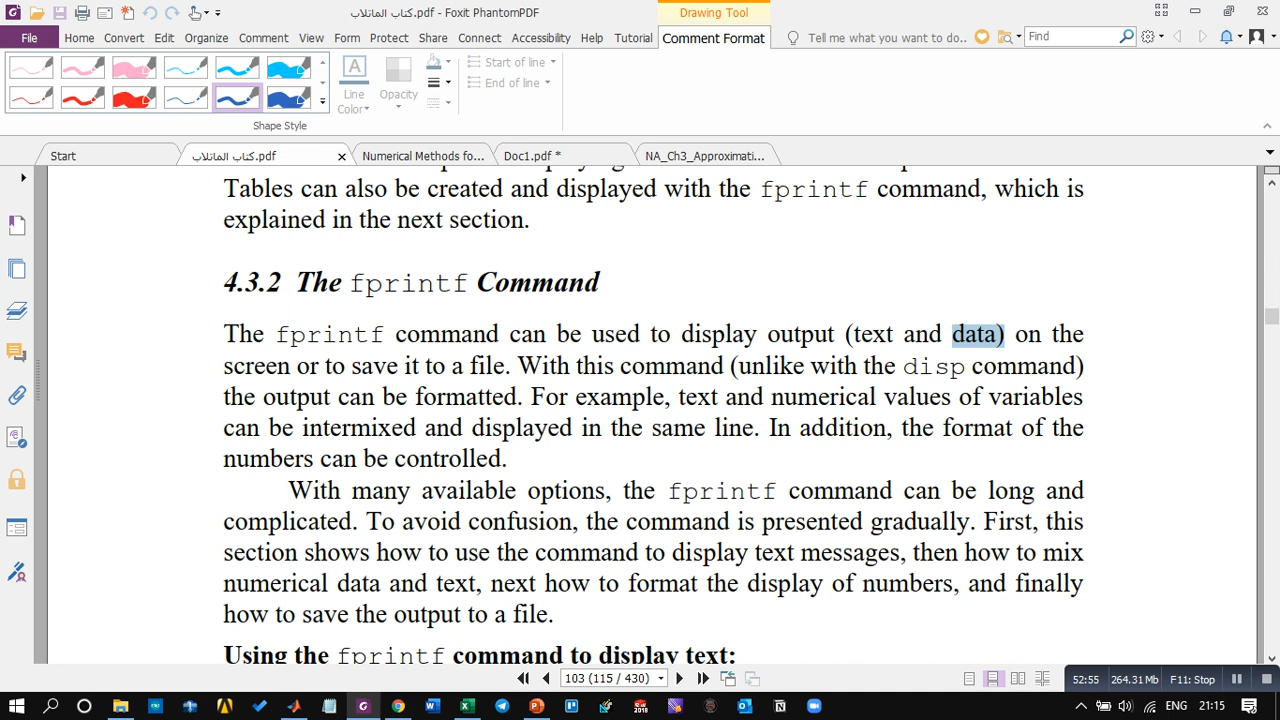 كتاب الماتلاب.pdf - Foxit PhantomPDF
Drawing Tool
File Home Convert Edit Organize Comment View Form Protect Share Connect Accessibility Help Tutorial Comment Format Tell me what you want to do.. Find
Line Color
Opacity
Start of line
End of line
Shape Style
Start كتاب الماتلاب.pdf Numerical Methods fo... Doc1.pdf * NA_Ch3_Approximati...
Tables can also be created and displayed with the fprintf command, which is
explained in the next section.
4.3.2 The fprintf Command
The fprintf command can be used to display output (text and data) on the
screen or to save it to a file. With this command (unlike with the disp command)
the output can be formatted. For example, text and numerical values of variables
can be intermixed and displayed in the same line. In addition, the format of the
numbers can be controlled.
With many available options, the fprintf command can be long and
complicated. To avoid confusion, the command is presented gradually. First, this
section shows how to use the command to display text messages, then how to mix
numerical data and text, next how to format the display of numbers, and finally
how to save the output to a file.
Using the fprintf command to display text:
103 (115 / 430)
52:55 264.31 Mb F11: Stop
ENG 21:15